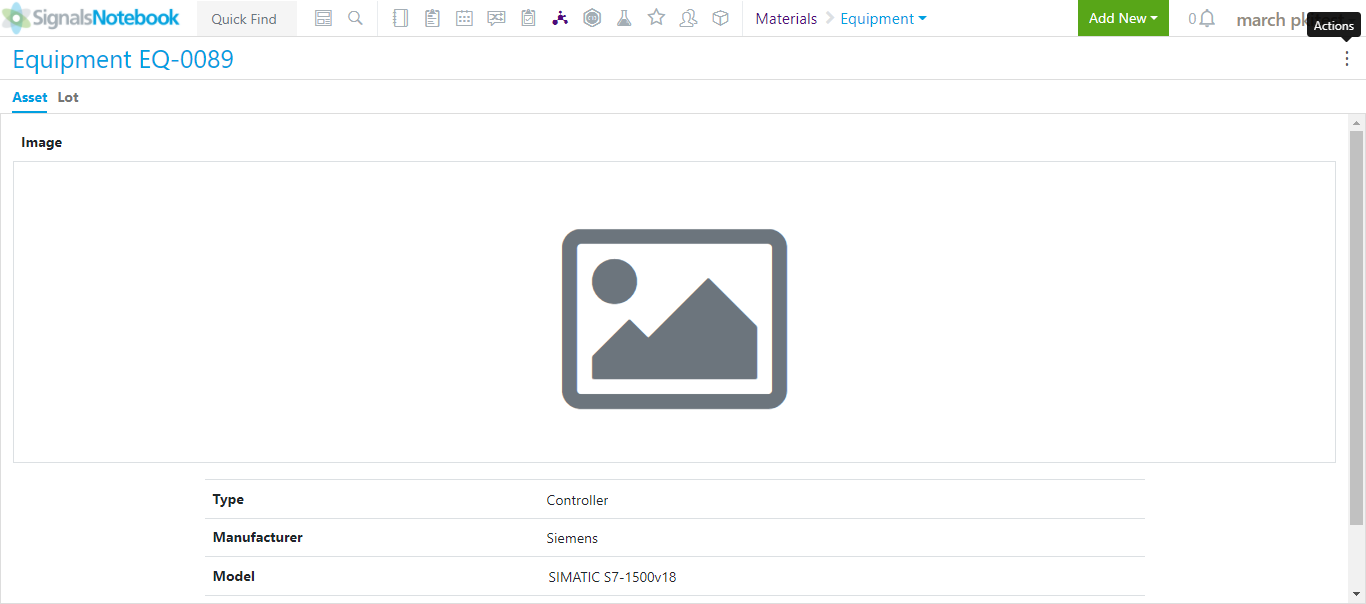 SignalsNotebook Quick Find Materials Equipment Add New 0 march
Actions
Equipment EQ-0089
Asset Lot
Image
Type Controller
Manufacturer Siemens
Model SIMATIC S7-1500v18